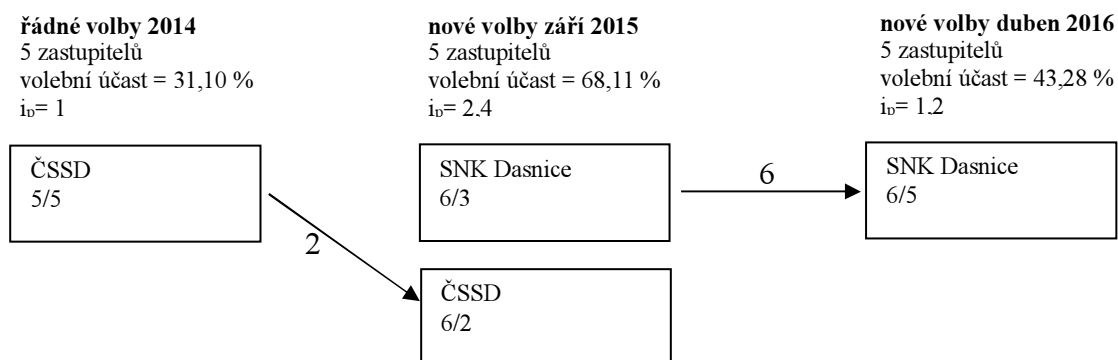 řádné volby 2014
5 zastupitelů
volební účast = 31,10 %
ip= 1
nové volby září 2015
5 zastupitelů
volební účast = 68,11 %
ip= 2,4
nové volby duben 2016
5 zastupitelů
volební účast = 43,28 %
ip= 1,2
ČSSD
5/5
2
SNK Dasnice
6/3
6
SNK Dasnice
6/5
ČSSD
6/2